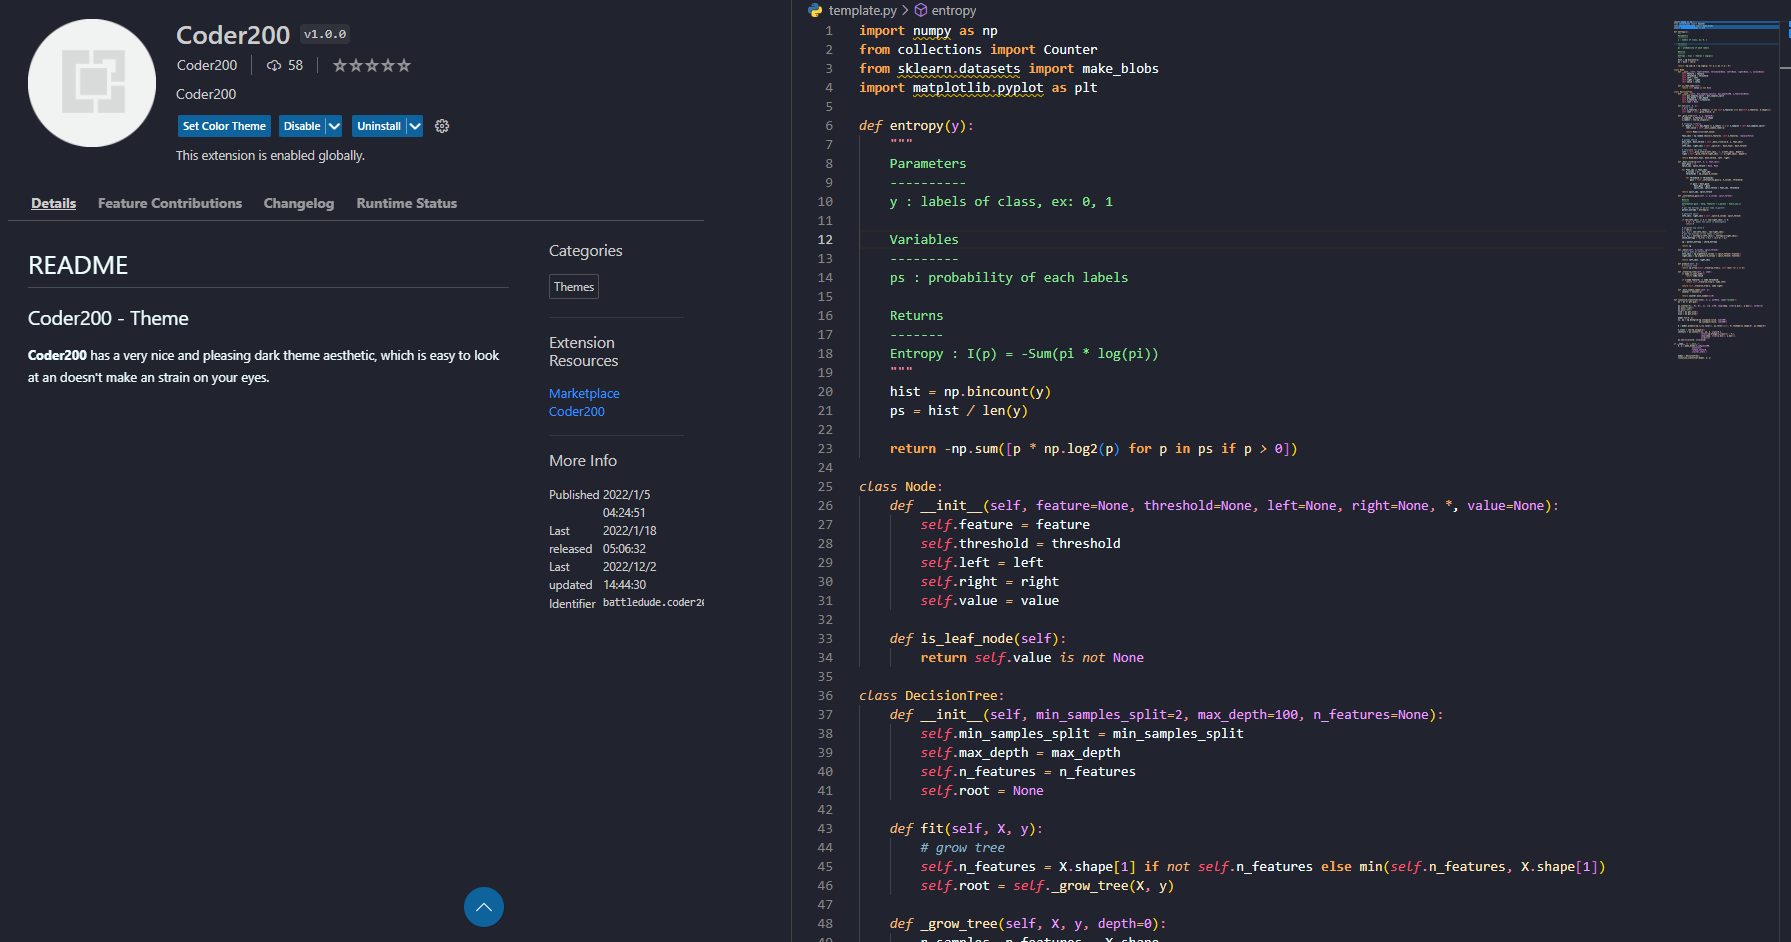 Coder200 v1.0.0
Coder200 58
Coder200
Set Color Theme Disable Uninstall
This extension is enabled globally.
Details Feature Contributions Changelog Runtime Status
README
Coder200 - Theme
Coder200 has a very nice and pleasing dark theme aesthetic, which is easy to look
at an doesn't make an strain on your eyes.
Categories
Themes
Extension
Resources
Marketplace
Coder200
More Info
Published 2022/1/5
04:24:51
Last 2022/1/18
released 05:06:32
Last 2022/12/2
updated 14:44:30
Identifier battledude.coder20
template.py > entropy
1 import numpy as np
2 from collections import Counter
3 from sklearn.datasets import make_blobs
4 import matplotlib.pyplot as plt
5
6 def entropy(y):
7 """
8 Parameters
9 ----------
10 y : labels of class, ex: 0, 1
11
12 Variables
13 ---------
14 ps : probability of each labels
15
16 Returns
17 -------
18 Entropy : I(p) = -Sum(pi * log(pi))
19 """
20 hist = np.bincount(y)
21 ps = hist / len(y)
22
23 return -np.sum([p * np.log2(p) for p in ps if p > 0])
24
25 class Node:
26 def __init__(self, feature=None, threshold=None, left=None, right=None, *, value=None):
27 self.feature = feature
28 self.threshold = threshold
29 self.left = left
30 self.right = right
31 self.value = value
32
33 def is_leaf_node(self):
34 return self.value is not None
35
36 class DecisionTree:
37 def __init__(self, min_samples_split=2, max_depth=100, n_features=None):
38 self.min_samples_split = min_samples_split
39 self.max_depth = max_depth
40 self.n_features = n_features
41 self.root = None
42
43 def fit(self, X, y):
44 # grow tree
45 self.n_features = X.shape[1] if not self.n_features else min(self.n_features, X.shape[1])
46 self.root = self._grow_tree(X, y)
47
48 def _grow_tree(self, X, y, depth=0):
49 n_samples, n_features = X.shape